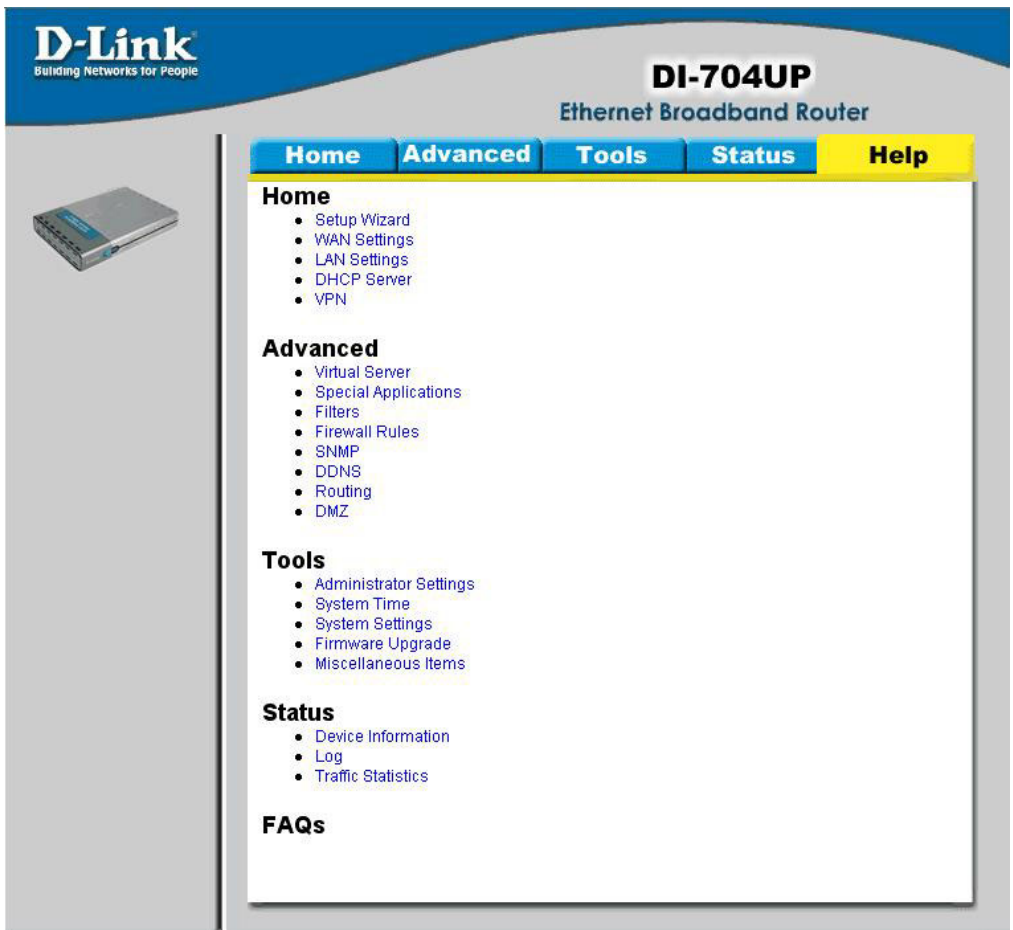 D-Link
Building Networks for People
DI-704UP
Ethernet Broadband Router
Home Advanced Tools Status Help
Home
Setup Wizard
WAN Settings
LAN Settings
DHCP Server
VPN
Advanced
Virtual Server
Special Applications
Filters
Firewall Rules
SNMP
DDNS
Routing
DMZ
Tools
Administrator Settings
System Time
System Settings
Firmware Upgrade
Miscellaneous Items
Status
Device Information
Log
Traffic Statistics
FAQs